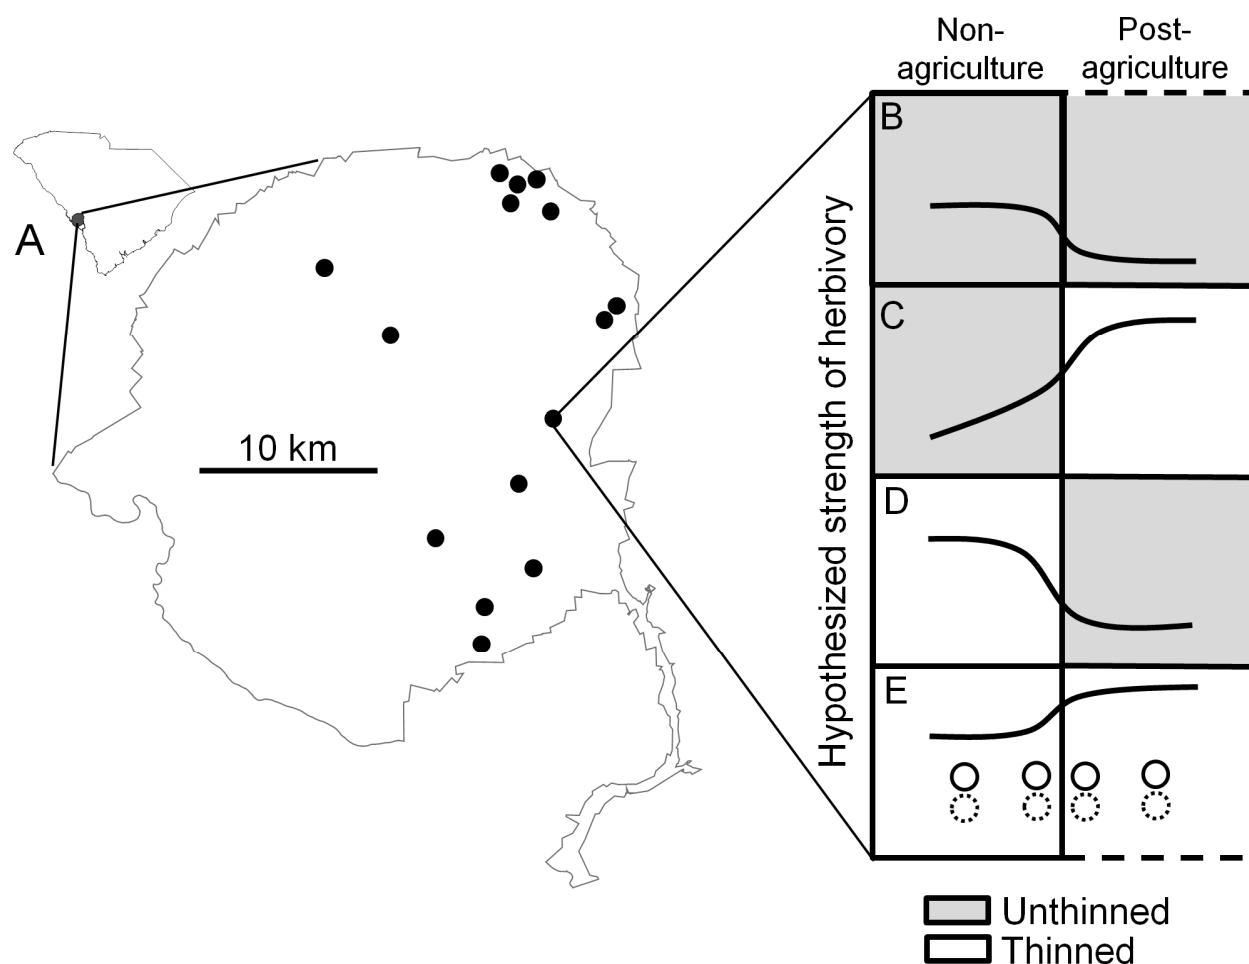 Non-
agriculture
Post-
agriculture
A
10 km
Hypothesized strength of herbivory
B
C
D
E
Unthinned
Thinned